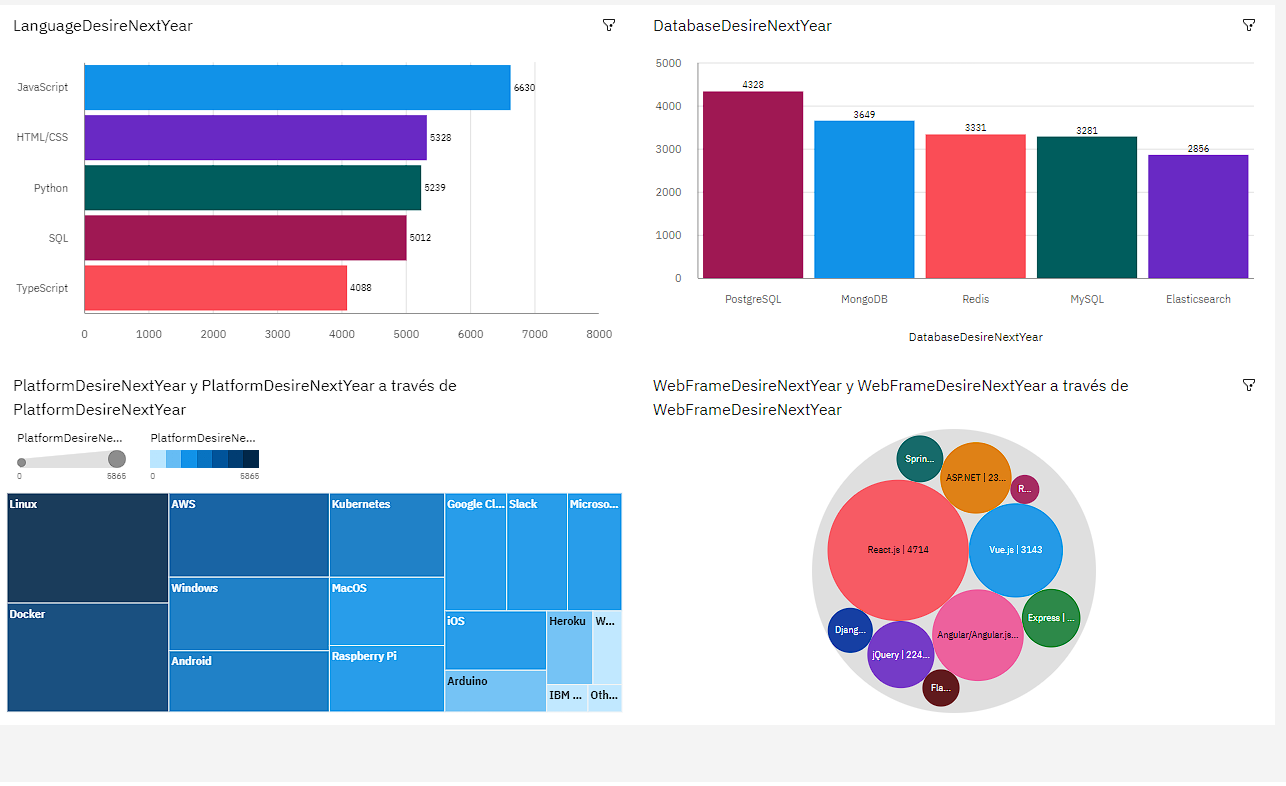 LanguageDesireNextYear
JavaScript
6630
HTML/CSS
5328
Python
5239
SQL
5012
TypeScript
4088
0 1000 2000 3000 4000 5000 6000 7000 8000
DatabaseDesireNextYear
5000
4000
3000
2000
1000
0
4328
3649
3331
3281
2856
PostgreSQL MongoDB Redis MySQL Elasticsearch
DatabaseDesireNextYear
PlatformDesireNextYear y PlatformDesireNextYear a través de
PlatformDesireNextYear
PlatformDesireNe... PlatformDesireNe...
0 5865 0 5865
Linux
Docker
AWS
Windows
Android
Kubernetes
MacOS
Raspberry Pi
Google Cl...
Slack
Microso...
iOS
Arduino
Heroku
W...
IBM ...
Oth...
WebFrameDesireNextYear y WebFrameDesireNextYear a través de
WebFrameDesireNextYear
Sprin...
ASP.NET | 23...
R...
React.js | 4714
Vue.js | 3143
Express | ...
Djang...
Angular/Angular.js...
jQuery | 224...
Fla...